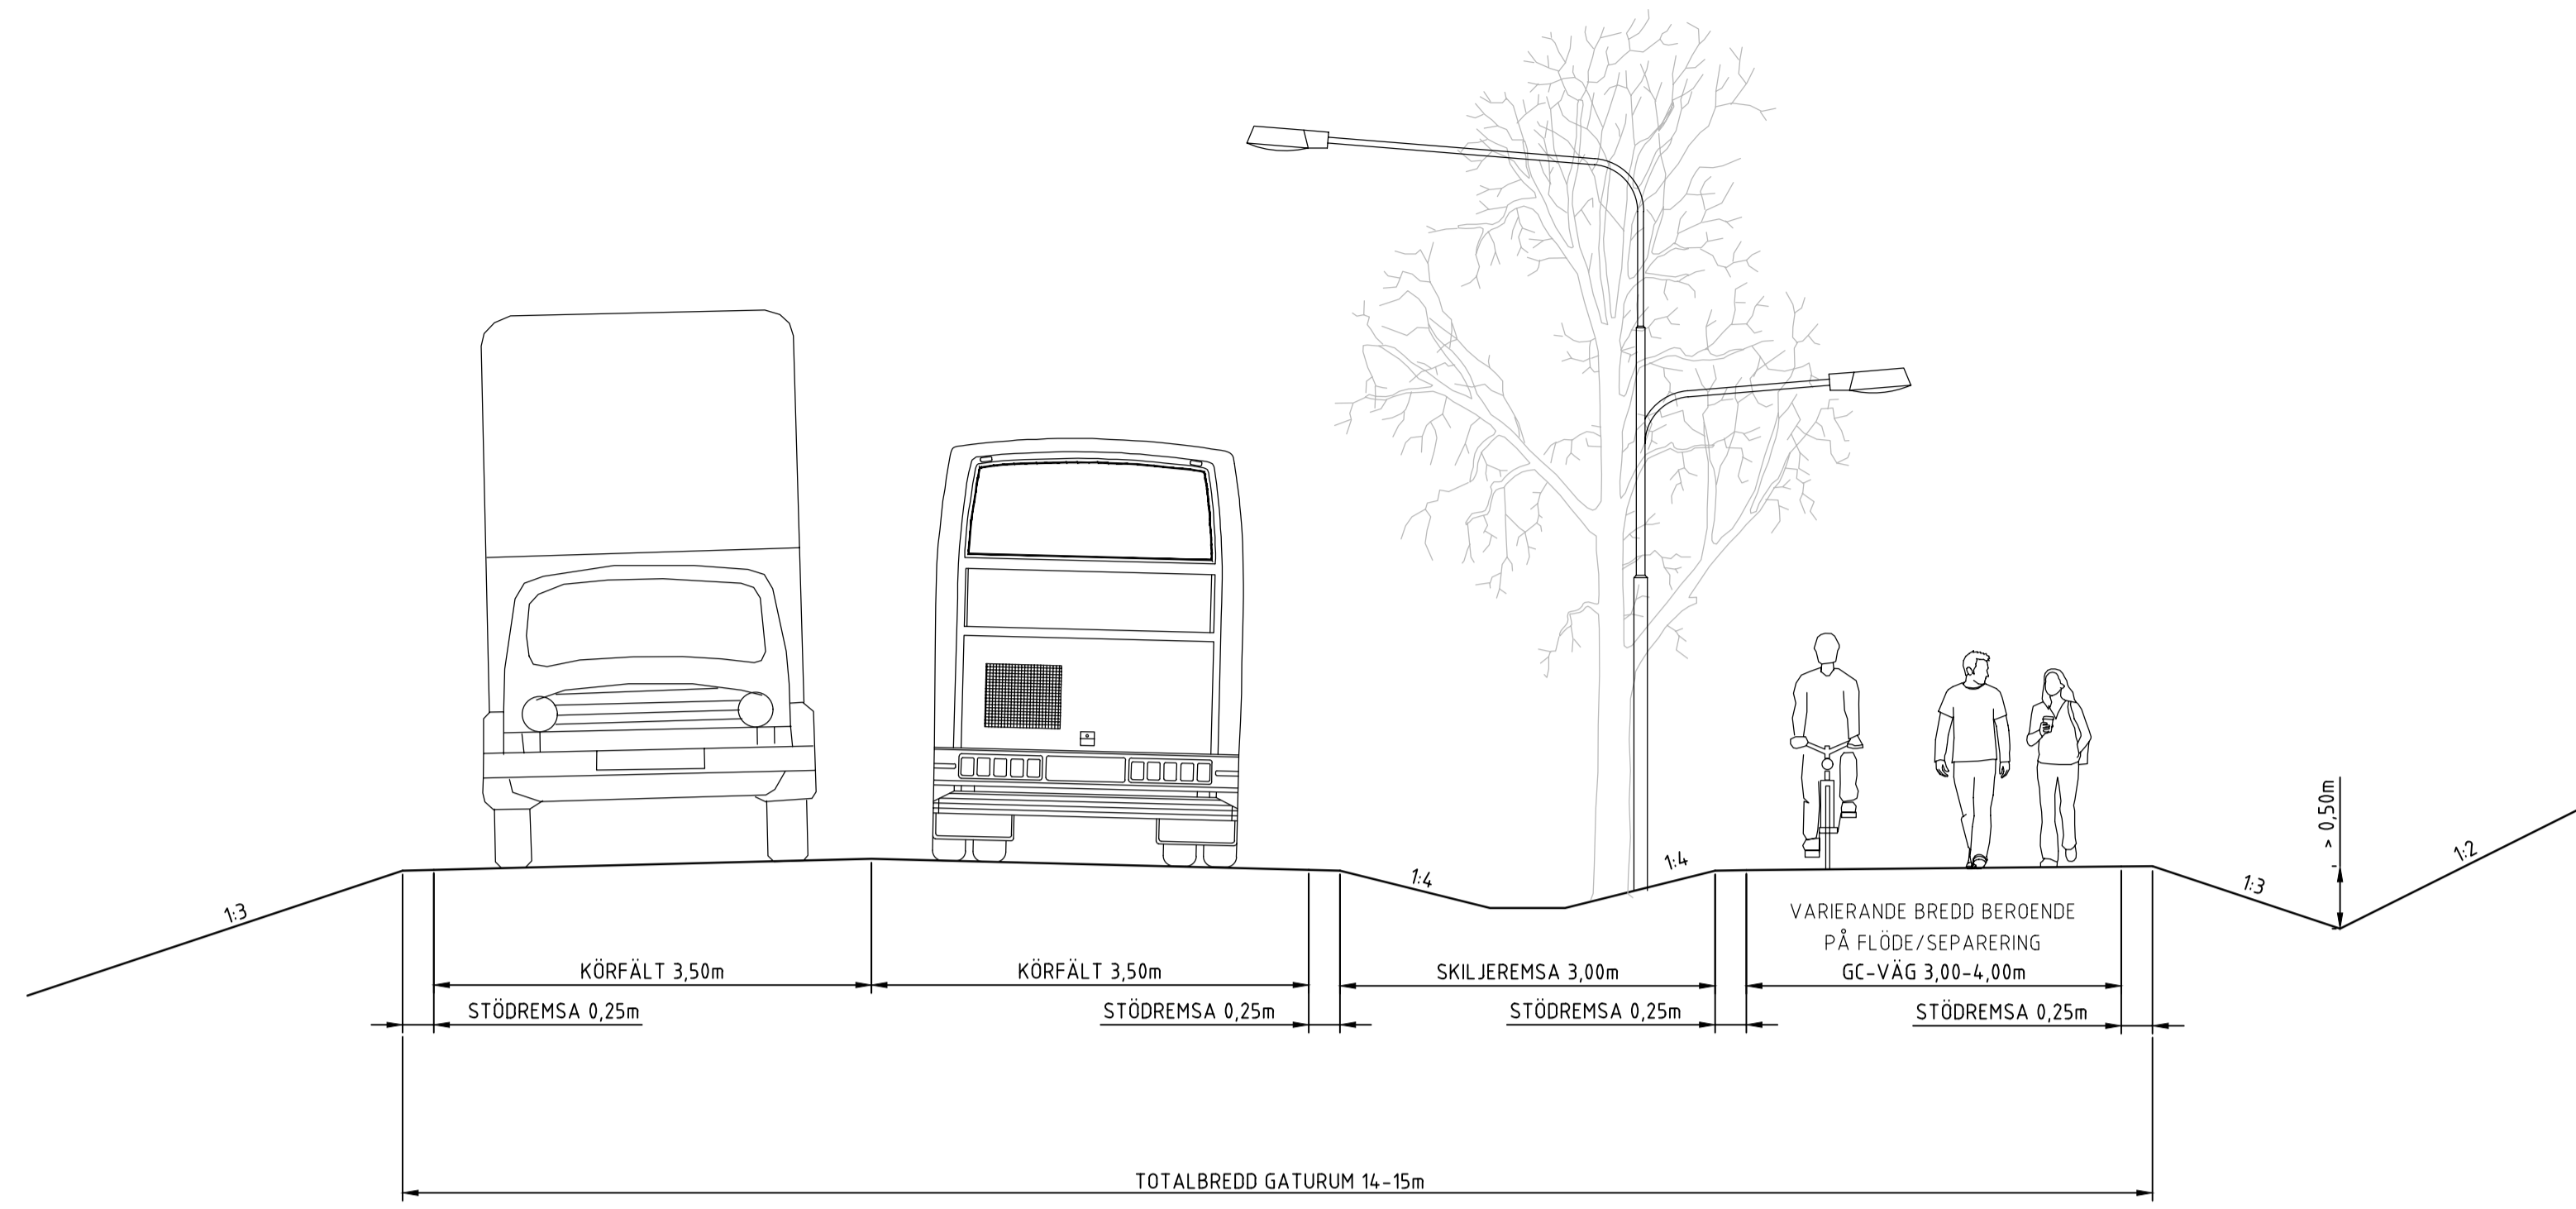 > 0,50m
1:3
1:4
1:4
1:3
1:2
VARIERANDE BREDD BEROENDE
PÅ FLÖDE/SEPARERING
KÖRFÄLT 3,50m
KÖRFÄLT 3,50m
SKILJEREMSA 3,00m
GC-VÄG 3,00-4,00m
STÖDREMSA 0,25m
STÖDREMSA 0,25m
STÖDREMSA 0,25m
STÖDREMSA 0,25m
TOTALBREDD GATURUM 14-15m